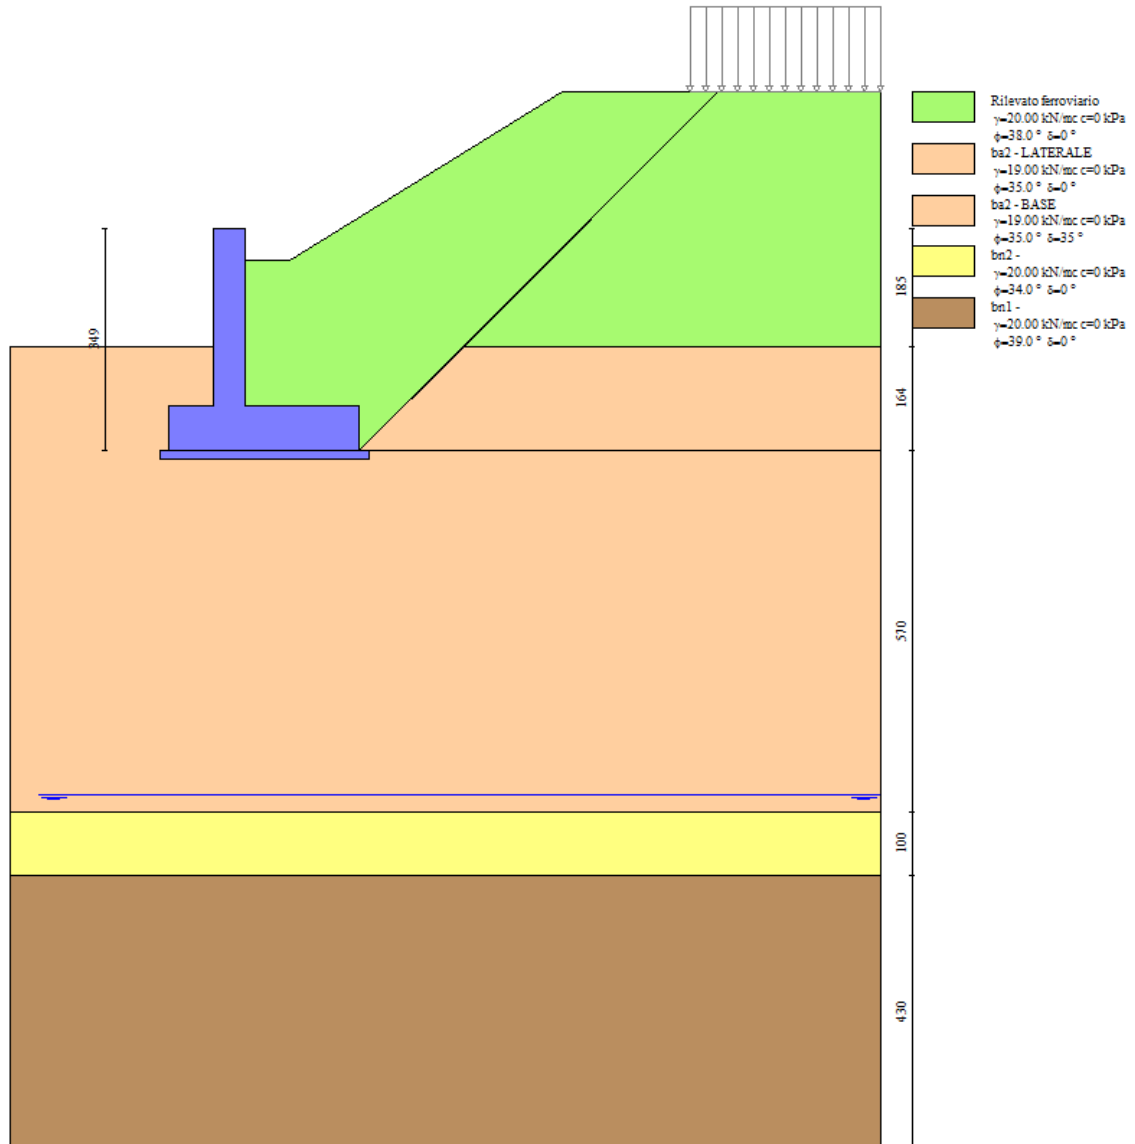 Rilevato ferroviario
γ=20.00 kN/mc c=0 kPa
ϕ=38.0 ° δ=0 °
ba2 - LATERALE
γ=19.00 kN/mc c=0 kPa
ϕ=35.0 ° δ=0 °
ba2 - BASE
γ=19.00 kN/mc c=0 kPa
ϕ=35.0 ° δ=35 °
bn2 -
γ=20.00 kN/mc c=0 kPa
ϕ=34.0 ° δ=0 °
bn1 -
γ=20.00 kN/mc c=0 kPa
ϕ=39.0 ° δ=0 °
349
185
164
570
100
430